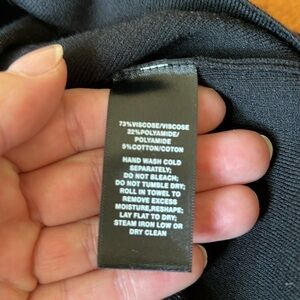 73%VISCOSE/VISCOSE
22%POLYAMIDE/
POLYAMIDE
5%COTTON/COTON
HAND WASH COLD
SEPARATELY;
DO NOT BLEACH;
DO NOT TUMBLE DRY;
ROLL IN TOWEL TO
REMOVE EXCESS
MOISTURE,RESHAPE;
LAY FLAT TO DRY;
STEAM IRON LOW OR
DRY CLEAN